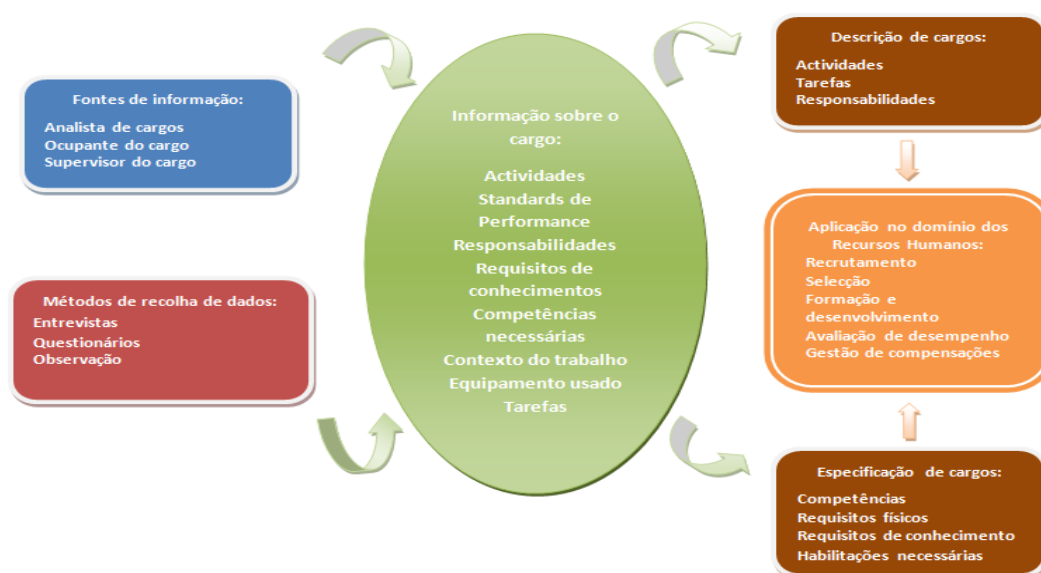 Fontes de informação:
Analista de cargos
Ocupante do cargo
Supervisor do cargo
Métodos de recolha de dados:
Entrevistas
Questionários
Observação
Informação sobre o
cargo:
Actividades
Standards de
Performance
Responsabilidades
Requisitos de
conhecimentos
Competências
necessárias
Contexto do trabalho
Equipamento usado
Tarefas
Descrição de cargos:
Actividades
Tarefas
Responsabilidades
Aplicação no domínio dos
Recursos Humanos:
Recrutamento
Selecção
Formação e
desenvolvimento
Avaliação de desempenho
Gestão de compensações
Especificação de cargos:
Competências
Requisitos físicos
Requisitos de conhecimento
Habilitações necessárias